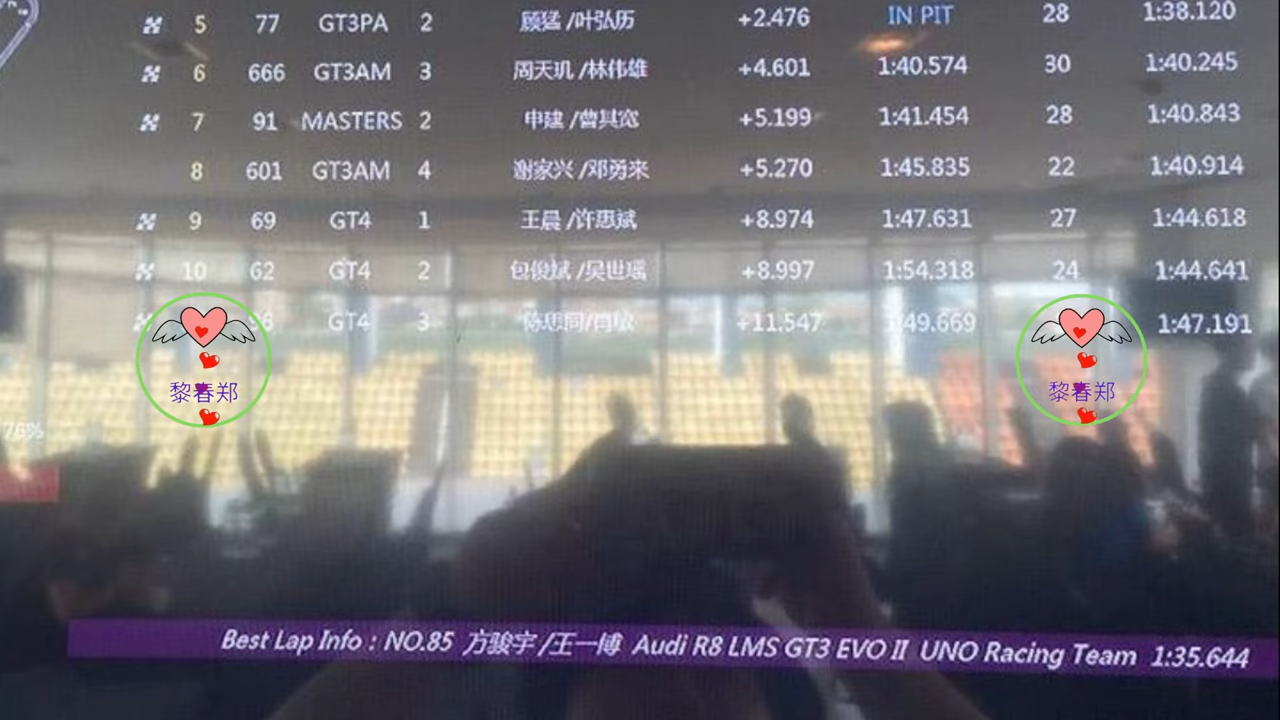 5 77 GT3PA 2 顾猛/叶弘历 +2.476 IN PIT 28 1:38.120
6 666 GT3AM 3 周天玑/林伟雄 +4.601 1:40.574 30 1:40.245
7 91 MASTERS 2 申建/曹其宽 +5.199 1:41.454 28 1:40.843
8 601 GT3AM 4 谢家兴/邓勇来 +5.270 1:45.835 22 1:40.914
9 69 GT4 1 王晨/许惠斌 +8.974 1:47.631 27 1:44.618
10 62 GT4 2 包俊斌/吴世瑶 +8.997 1:54.318 24 1:44.641
GT4 3 +11.547 1:49.669 1:47.191
黎春郑 黎春郑
76%
Best Lap Info : NO.85 方骏宇/王一博 Audi R8 LMS GT3 EVO II UNO Racing Team 1:35.644